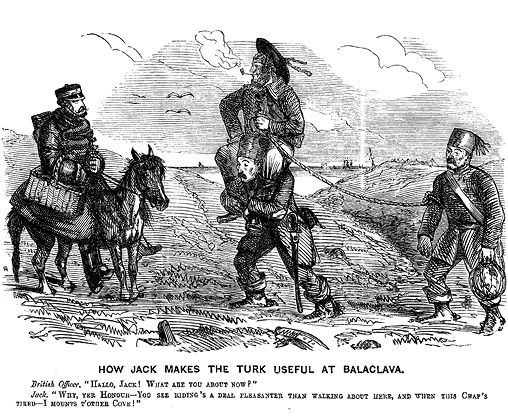 HOW JACK MAKES THE TURK USEFUL AT BALACLAVA.
British Officer. "HALLO, JACK! WHAT ARE YOU ABOUT NOW?"
Jack. "WHY, YER HONOUR—YOU SEE RIDING'S A DEAL PLEASANTER THAN WALKING ABOUT HERE, AND WHEN THIS CHAP'S
TIRED—I MOUNTS T'OTHER COVE!"